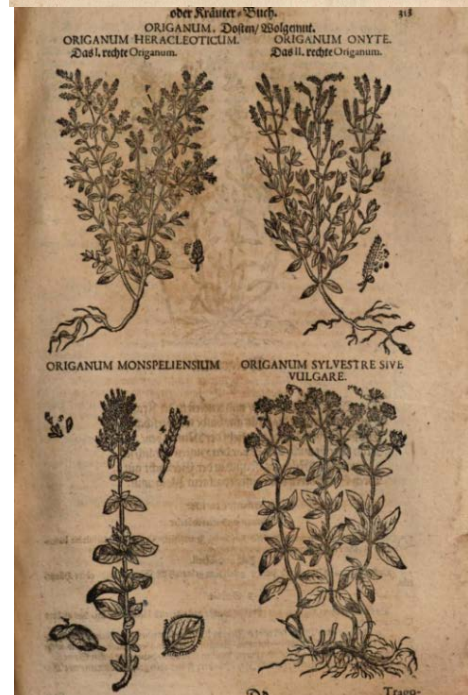 oder Kräuter-Buch. 313
ORIGANUM. Dosten/ Wolgemut.
ORIGANUM HERACLEOTICUM. ORIGANUM ONYTE.
Das I. rechte Origanum. Das II. rechte Origanum.
ORIGANUM MONSPELIENSIUM ORIGANUM SYLVESTRE SIVE
VULGARE.
Trago-